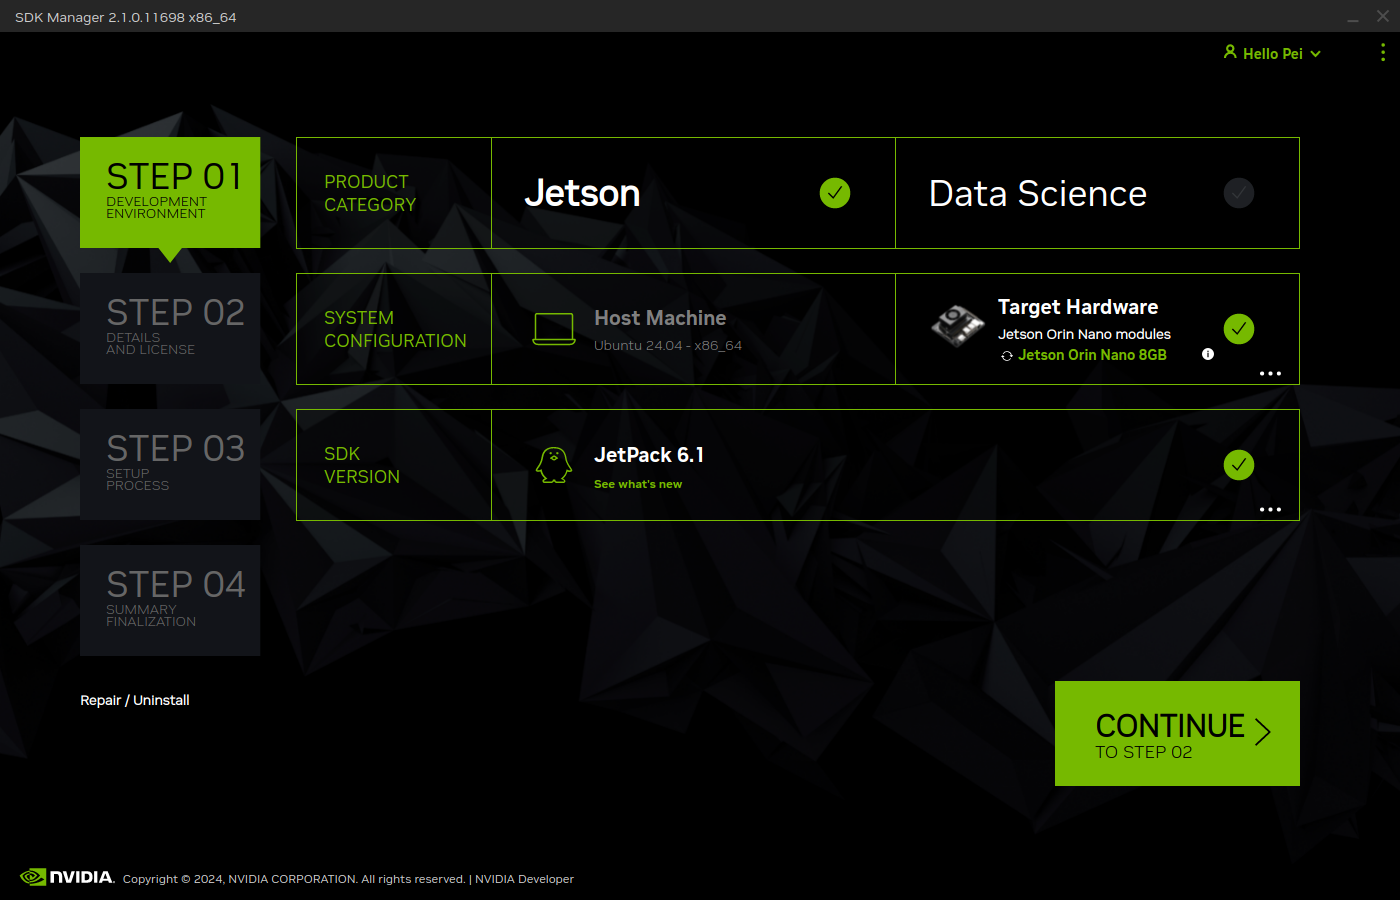 SDK Manager 2.1.0.11698 x86_64
Hello Pei
STEP 01
DEVELOPMENT
ENVIRONMENT
PRODUCT
CATEGORY
Jetson
Data Science
STEP 02
DETAILS
AND LICENSE
SYSTEM
CONFIGURATION
Host Machine
Ubuntu 24.04 - x86_64
Target Hardware
Jetson Orin Nano modules
Jetson Orin Nano 8GB
STEP 03
SETUP
PROCESS
SDK
VERSION
JetPack 6.1
See what's new
STEP 04
SUMMARY
FINALIZATION
Repair / Uninstall
CONTINUE
TO STEP 02
NVIDIA. Copyright © 2024, NVIDIA CORPORATION. All rights reserved. | NVIDIA Developer